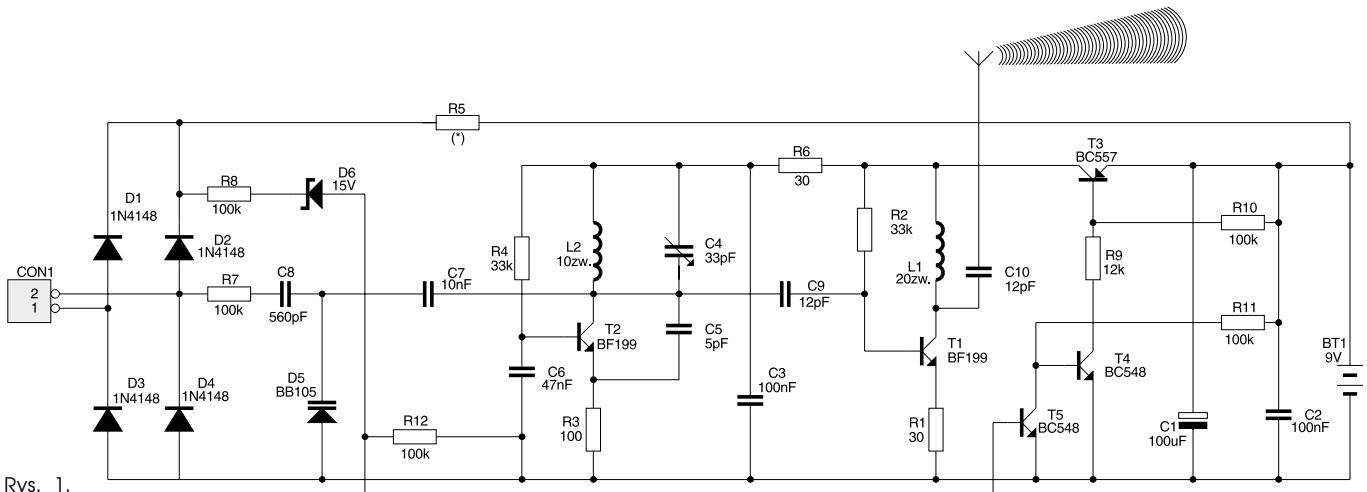 R5
(*)
T3
BC557
R6
30
D6
15V
R8
100k
D1
1N4148
D2
1N4148
R2
33k
R10
100k
R4
33k
L2
10zw.
C4
33pF
L1
20zw.
C10
12pF
R9
12k
CON1
2
1
R7
100k
C8
560pF
C7
10nF
C9
12pF
T2
BF199
C5
5pF
T1
BF199
R11
100k
T4
BC548
BT1
9V
D3
1N4148
D4
1N4148
D5
BB105
C6
47nF
C3
100nF
R12
100k
R3
100
R1
30
T5
BC548
C1
100uF
C2
100nF
Rys. 1.